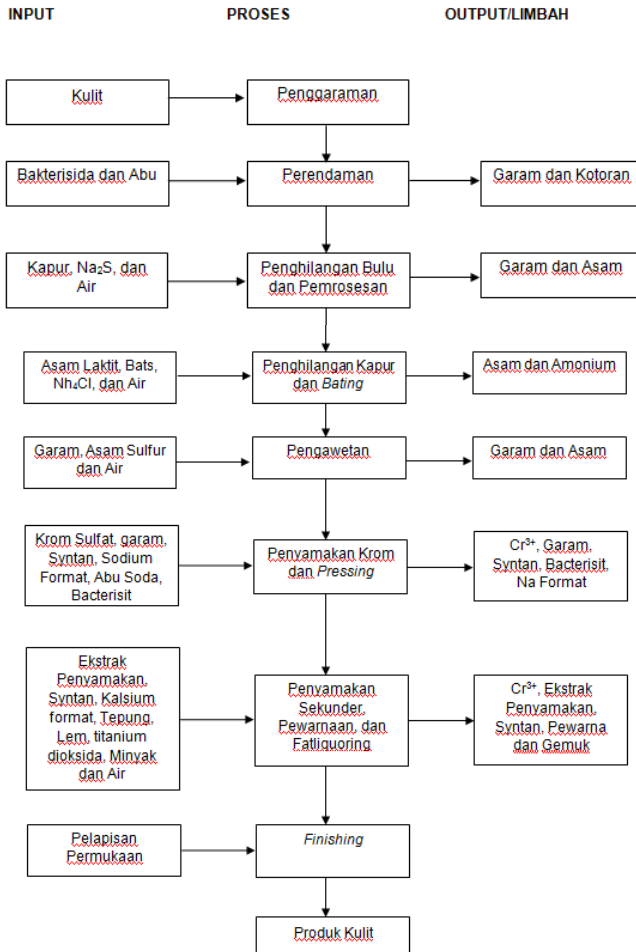 INPUT PROSES OUTPUT/LIMBAH
Kulit
Penggaraman
Bakterisida dan Abu
Perendaman
Garam dan Kotoran
Kapur, Na₂S, dan
Air
Penghilangan Bulu
dan Pemrosesan
Garam dan Asam
Asam Laktit, Bats,
Nh₄Cl, dan Air
Penghilangan Kapur
dan Bating
Asam dan Amonium
Garam, Asam Sulfur
dan Air
Pengawetan
Garam dan Asam
Krom Sulfat, garam,
Syntan, Sodium
Format, Abu Soda,
Bacterisit
Penyamakan Krom
dan Pressing
Cr³⁺, Garam,
Syntan, Bacterisit,
Na Format
Ekstrak
Penyamakan,
Syntan, Kalsium
format, Tepung,
Lem, titanium
dioksida, Minyak
dan Air
Penyamakan
Sekunder,
Pewarnaan, dan
Fatliquoring
Cr³⁺, Ekstrak
Penyamakan,
Syntan, Pewarna
dan Gemuk
Pelapisan
Permukaan
Finishing
Produk Kulit